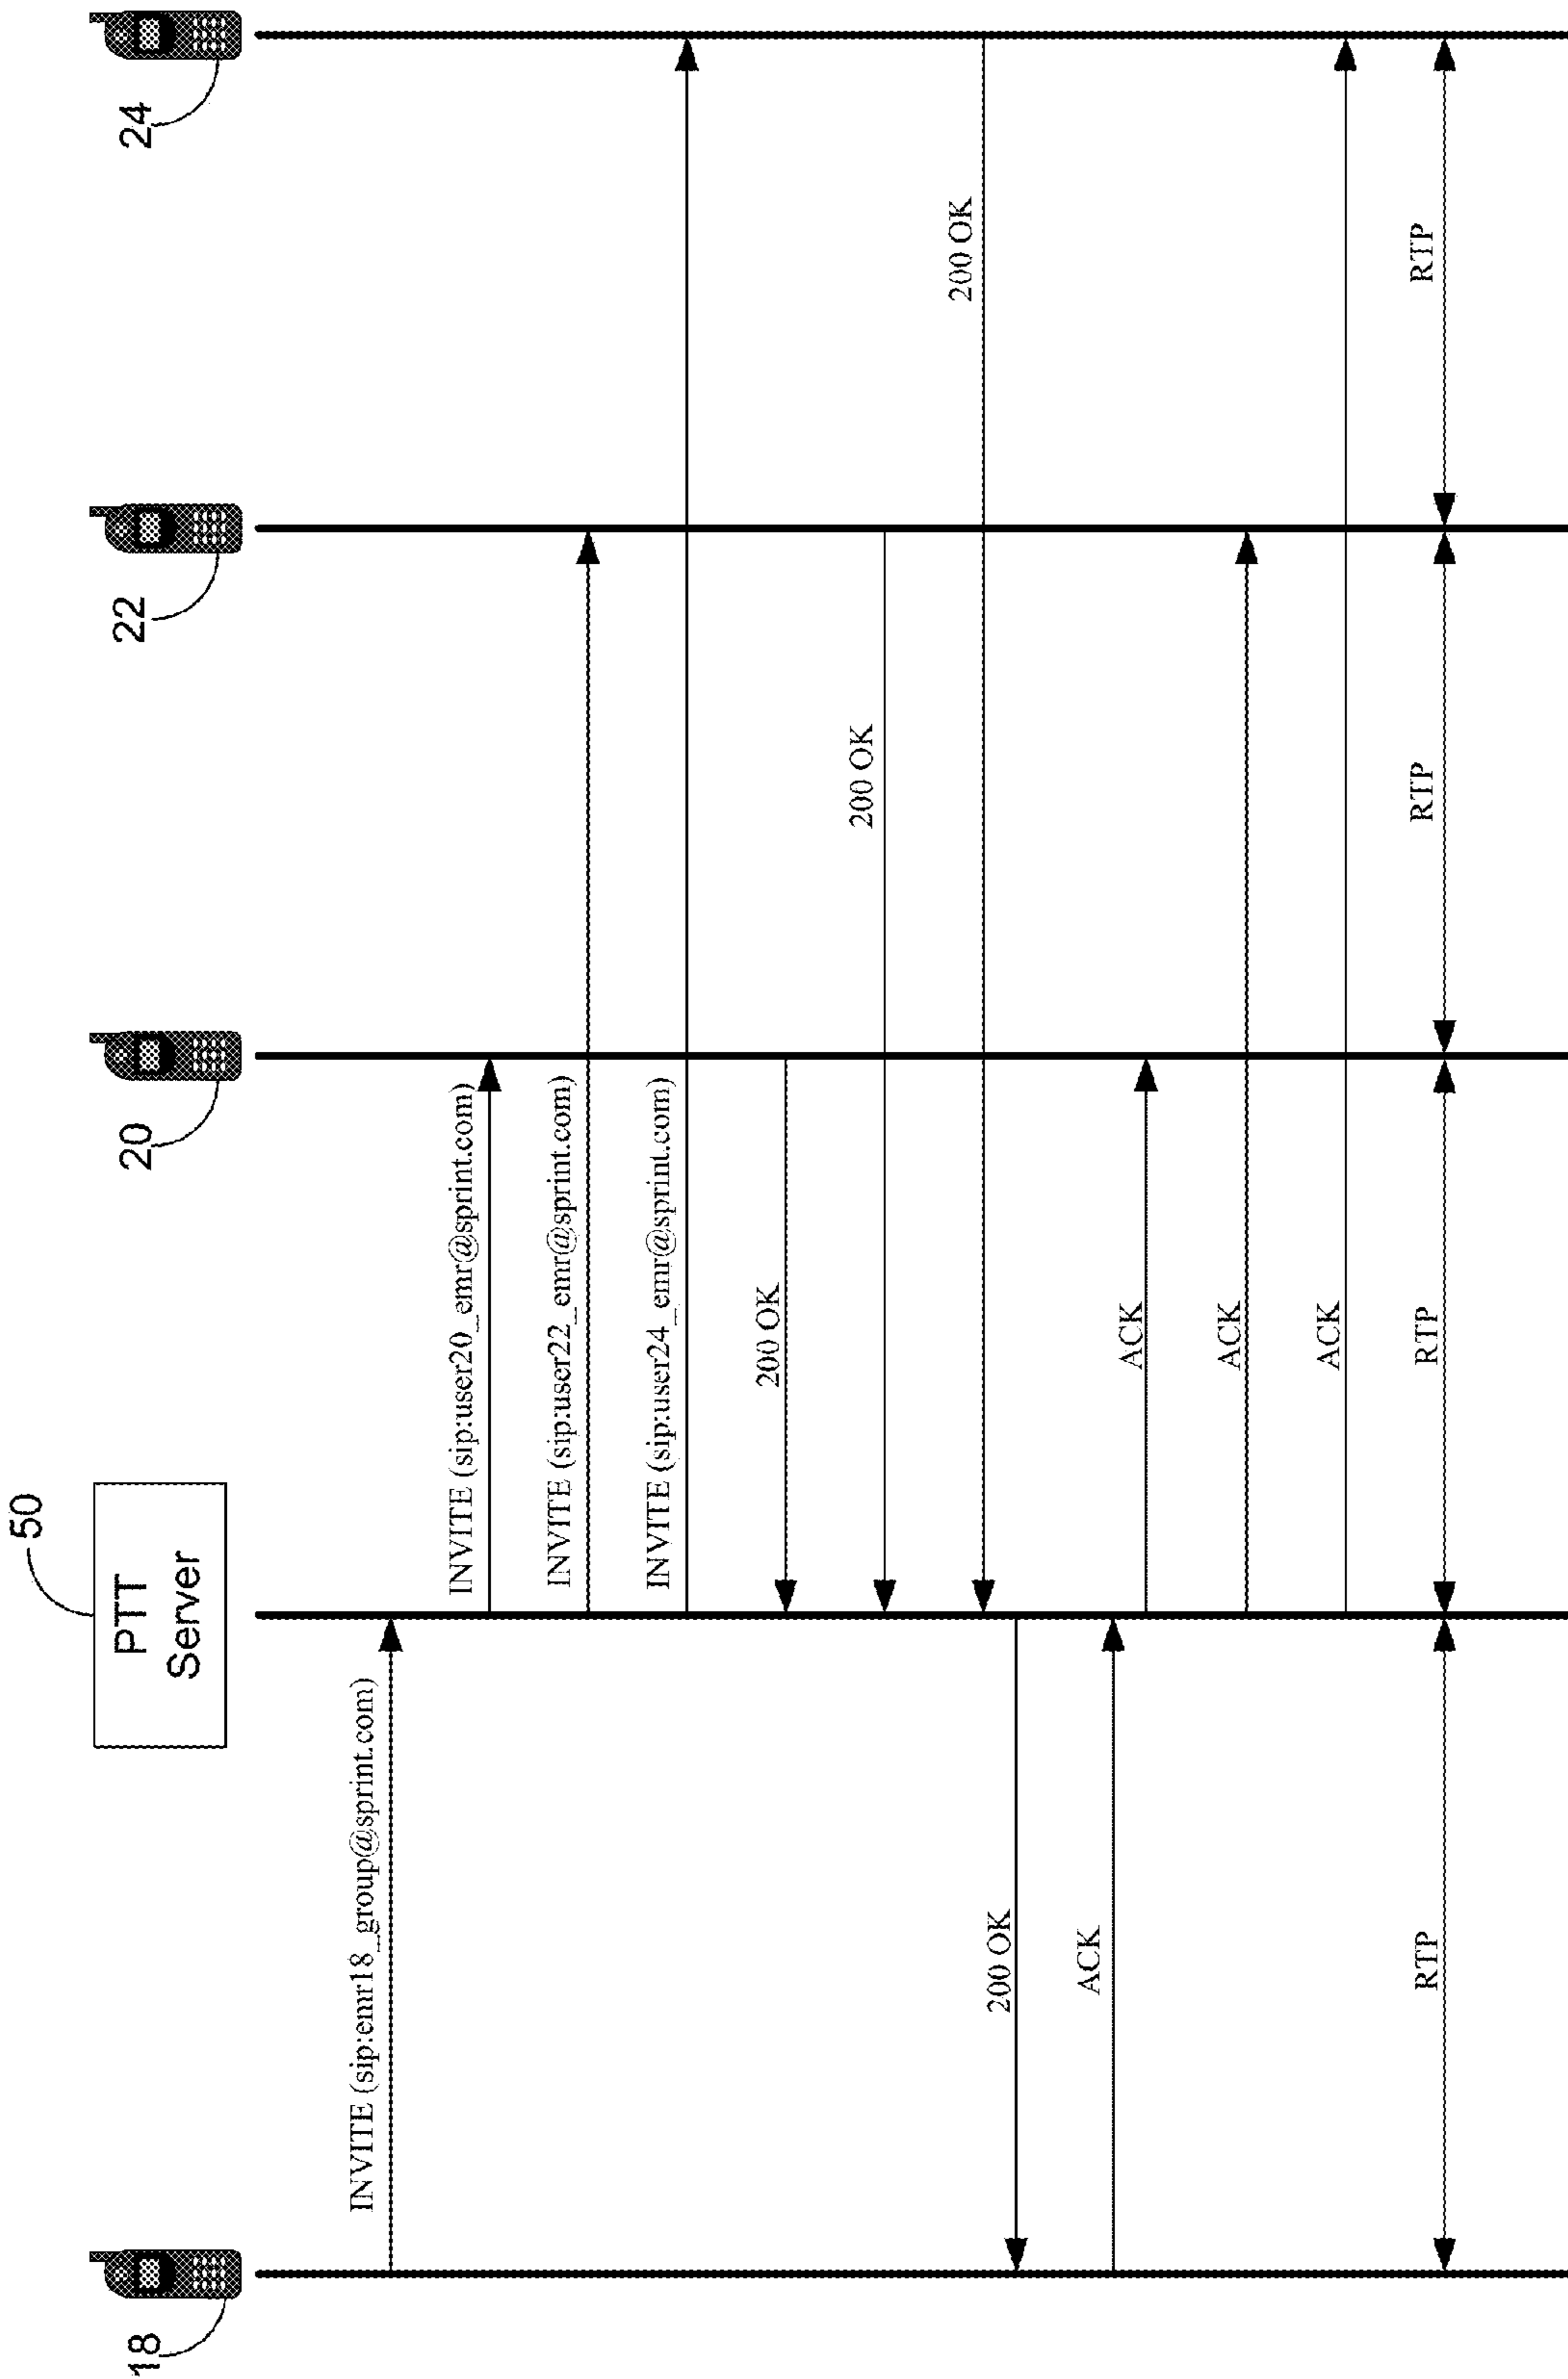 18
50
PTT
Server
20
22
24
INVITE (sip:emr18_group@sprint.com)
INVITE (sip:user20_emr@sprint.com)
INVITE (sip:user22_emr@sprint.com)
INVITE (sip:user24_emr@sprint.com)
200 OK
200 OK
200 OK
200 OK
ACK
ACK
ACK
ACK
RTP
RTP
RTP
RTP